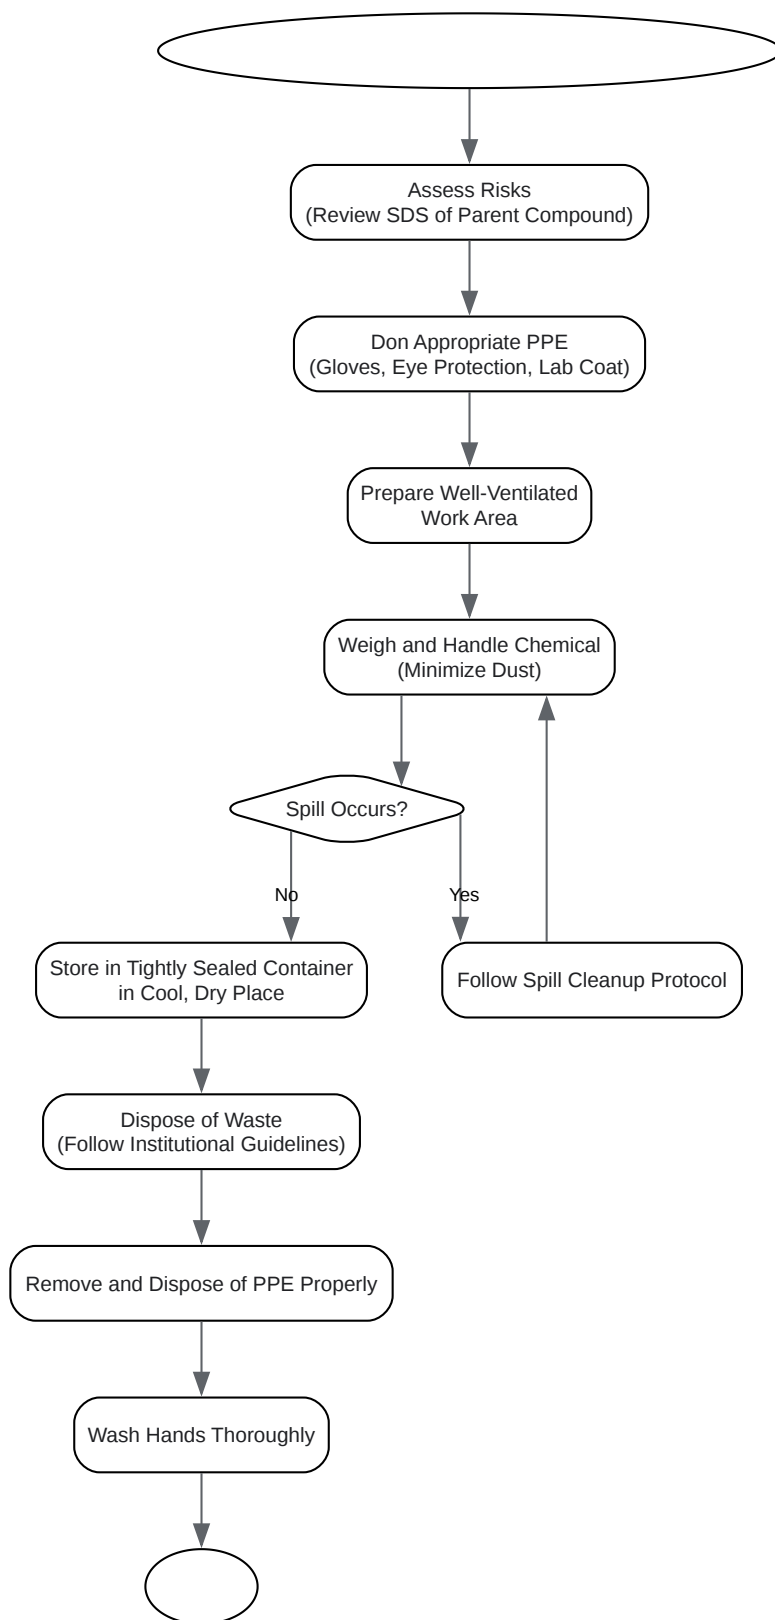 Assess Risks
(Review SDS of Parent Compound)
Don Appropriate PPE
(Gloves, Eye Protection, Lab Coat)
Prepare Well-Ventilated
Work Area
Weigh and Handle Chemical
(Minimize Dust)
Spill Occurs?
No
Yes
Store in Tightly Sealed Container
in Cool, Dry Place
Follow Spill Cleanup Protocol
Dispose of Waste
(Follow Institutional Guidelines)
Remove and Dispose of PPE Properly
Wash Hands Thoroughly